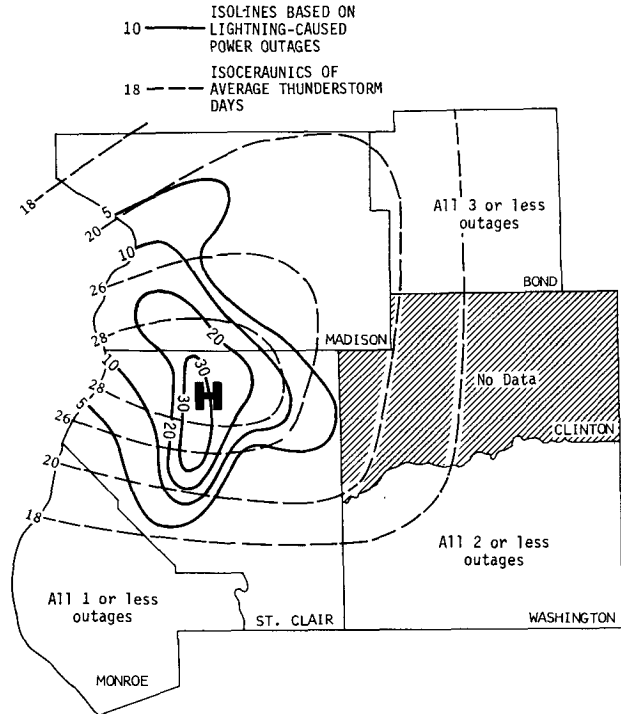 ISOLINES BASED ON
10 LIGHTNING-CAUSED
POWER OUTAGES
ISOCERAUNICS OF
18 AVERAGE THUNDERSTORM
DAYS
18
5
20
All 3 or less
outages
10
26
BOND
20
28
MADISON
10
30
No Data
28
H
5
30
26
20
CLINTON
20
18
All 2 or less
outages
All 1 or less
outages
ST. CLAIR
WASHINGTON
MONROE